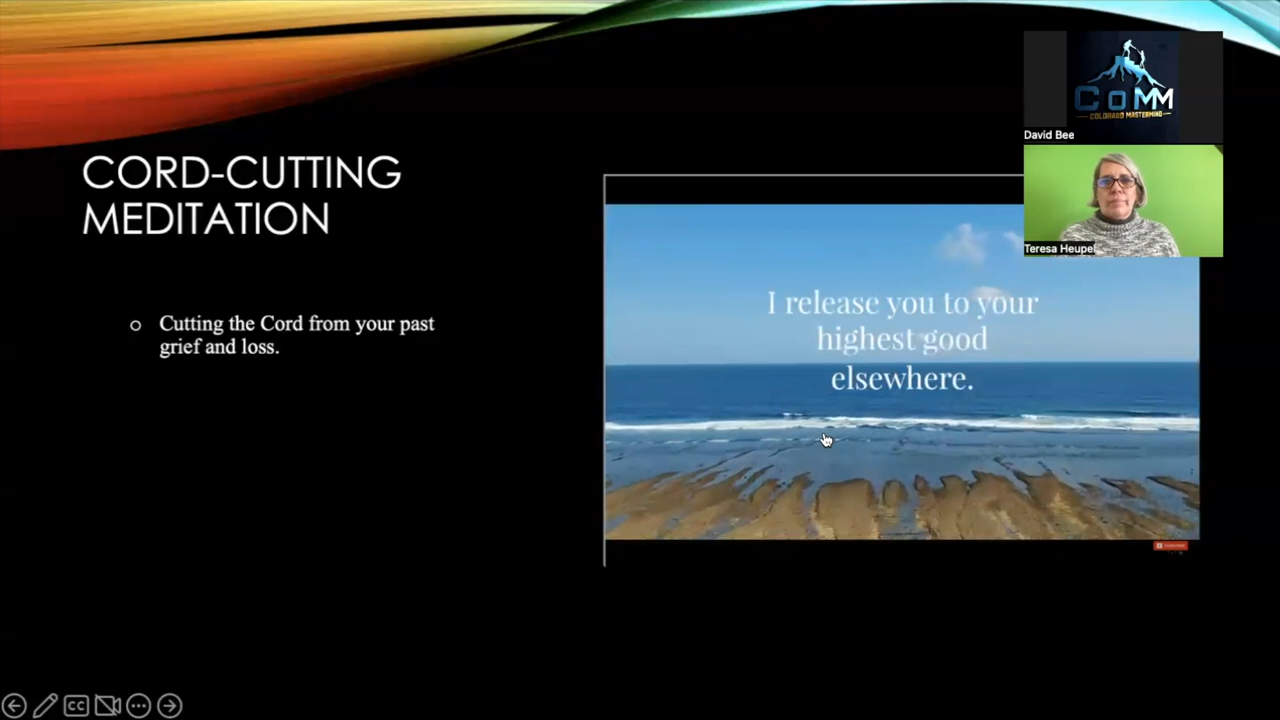 CORD-CUTTING
MEDITATION
Cutting the Cord from your past
grief and loss.
I release you to your
highest good
elsewhere.
CoMM
COLORADO MASTERMIND
David Bee
Teresa Heupel
CC